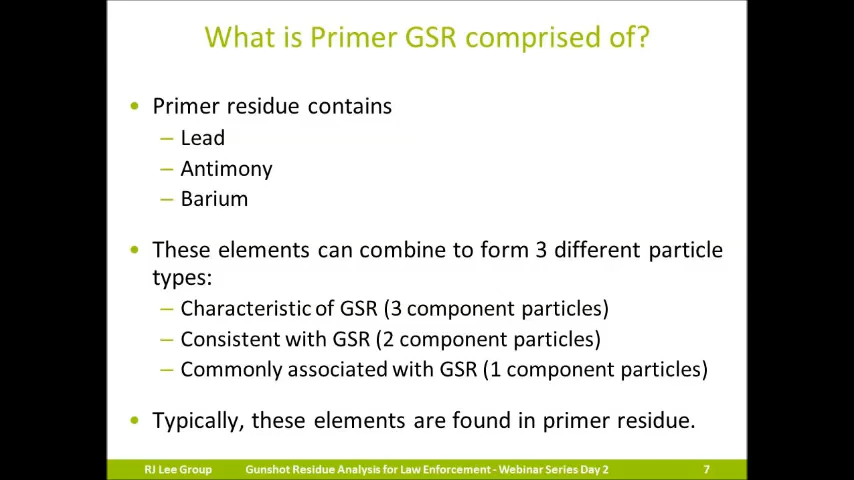 What is Primer GSR comprised of?
• Primer residue contains
– Lead
– Antimony
– Barium
• These elements can combine to form 3 different particle
types:
– Characteristic of GSR (3 component particles)
– Consistent with GSR (2 component particles)
– Commonly associated with GSR (1 component particles)
• Typically, these elements are found in primer residue.
RJ Lee Group Gunshot Residue Analysis for Law Enforcement - Webinar Series Day 2 7